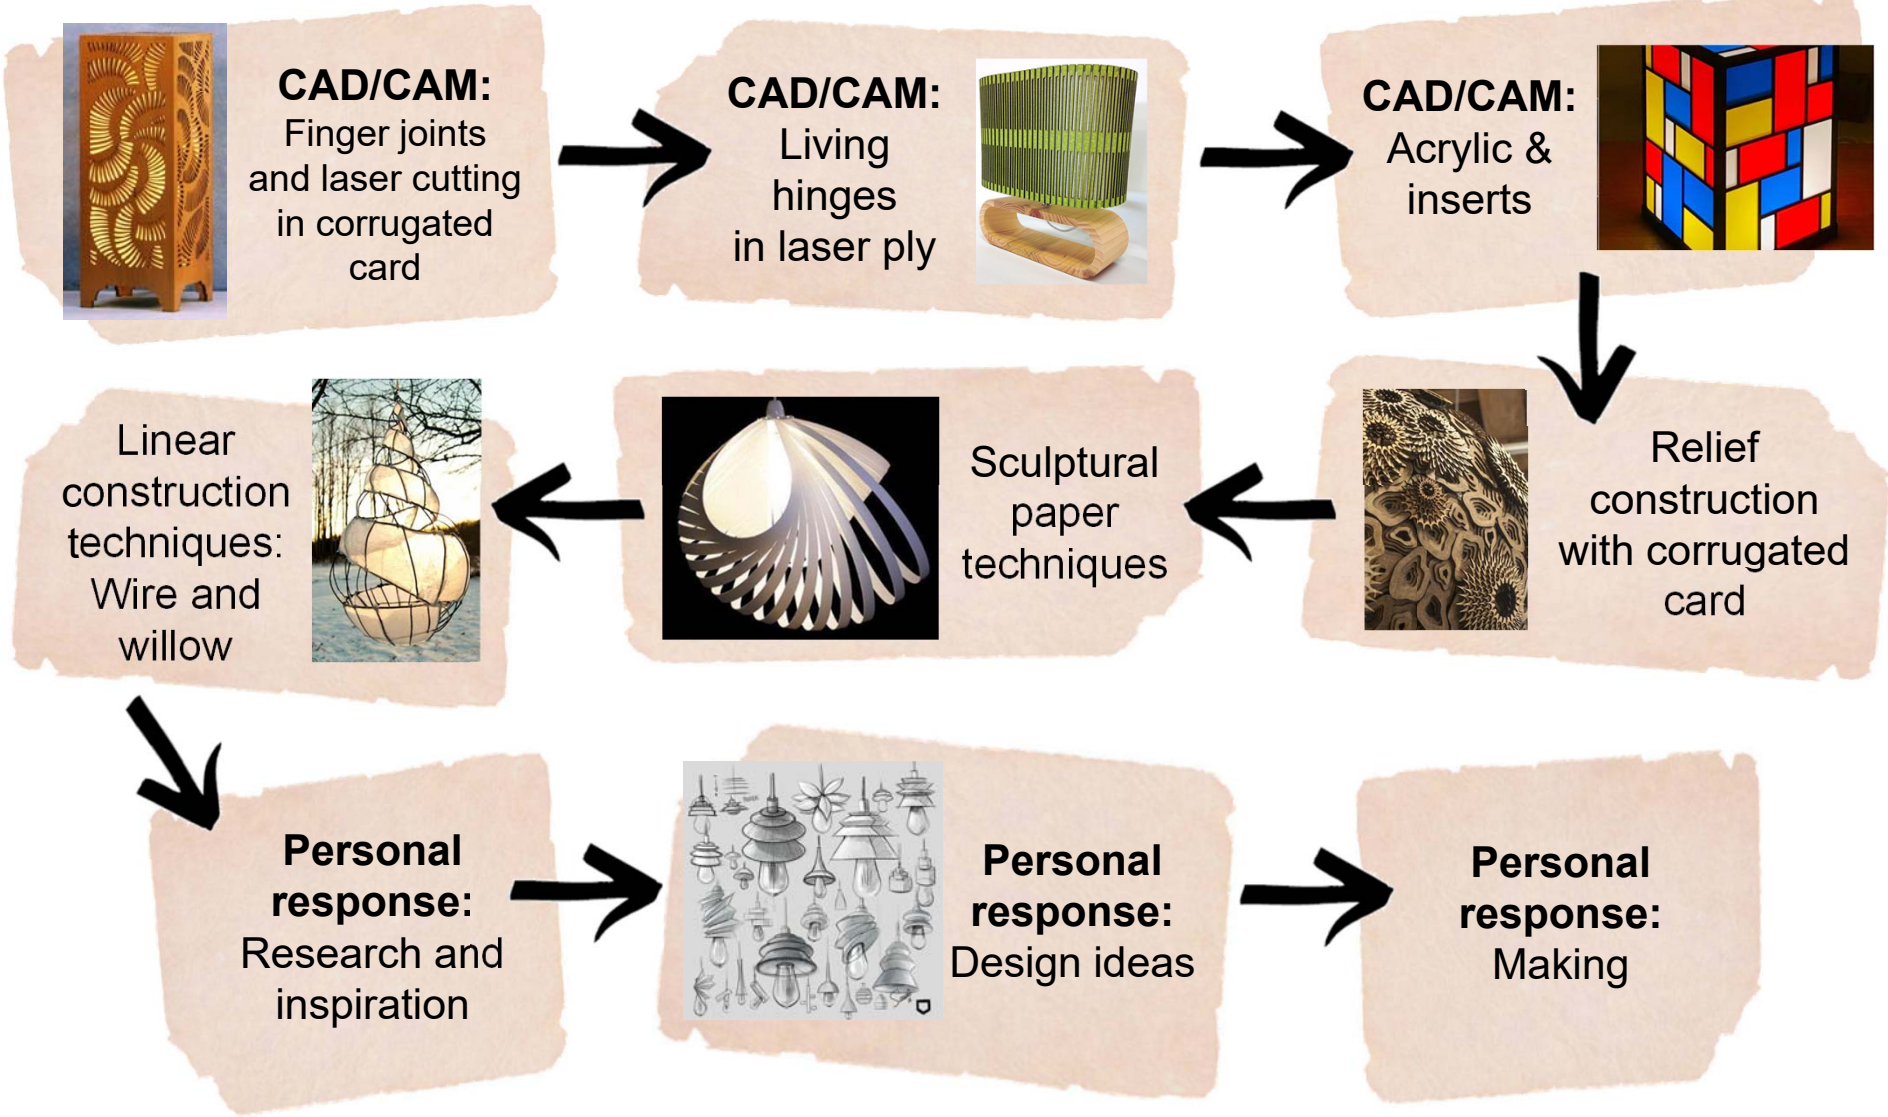 CAD/CAM:
Finger joints
and laser cutting
in corrugated
card
CAD/CAM:
Living
hinges
in laser ply
CAD/CAM:
Acrylic &
inserts
Relief
construction
with corrugated
card
Sculptural
paper
techniques
Linear
construction
techniques:
Wire and
willow
Personal
response:
Research and
inspiration
Personal
response:
Design ideas
Personal
response:
Making